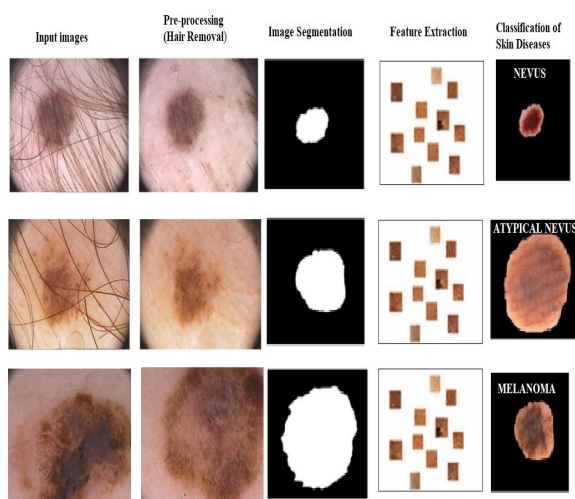 Input images
Pre-processing
(Hair Removal)
Image Segmentation
Feature Extraction
Classification of
Skin Diseases
NEVUS
ATYPICAL NEVUS
MELANOMA